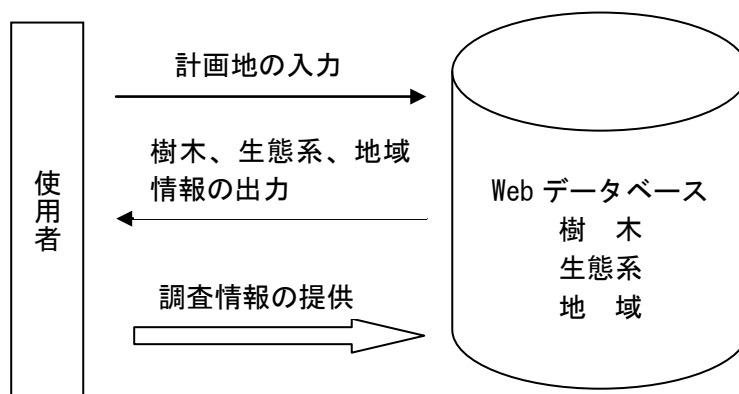 使用者
計画地の入力
樹木、生態系、地域
情報の出力
調査情報の提供
Web データベース
樹　木
生態系
地　域